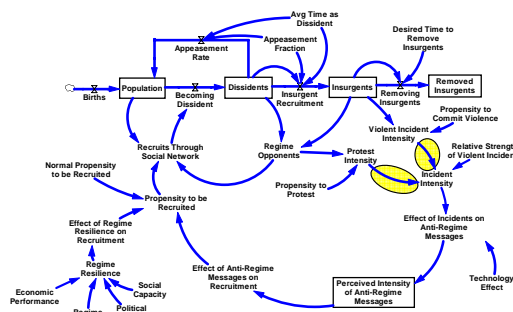 Avg Time as
Dissident
Appeasement
Rate
Appeasement
Fraction
Desired Time to
Remove
Insurgents
Births
Population
Becoming
Dissident
Dissidents
Insurgent
Recruitment
Insurgents
Removing
Insurgents
Removed
Insurgents
Propensity to
Commit Violence
Violent Incident
Intensity
Recruits Through
Social Network
Regime
Opponents
Protest
Intensity
Relative Strengt
of Violent Inciden
Incident
Intensity
Normal Propensity
to be Recruited
Propensity to
Protest
Propensity to be
Recruited
Effect of Regime
Resilience on
Recruitment
Effect of Incidents on
Anti-Regime
Messages
Regime
Resilience
Effect of Anti-Regime
Messages on
Recruitment
Perceived Intensity
of Anti-Regime
Messages
Technology
Effect
Economic
Performance
Social
Capacity
Political